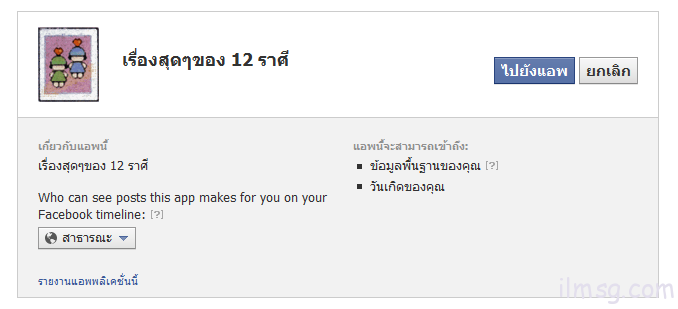 เรื่องสุดๆของ 12 ราศี
ไปยังแอพ
ยกเลิก
เกี่ยวกับแอพนี้
เรื่องสุดๆของ 12 ราศี
Who can see posts this app makes for you on your
Facebook timeline: [?]
สาธารณะ
รายงานแอพพลิเคชั่นนี้
แอพนี้จะสามารถเข้าถึง:
ข้อมูลพื้นฐานของคุณ [?]
วันเกิดของคุณ
ilmsg.com